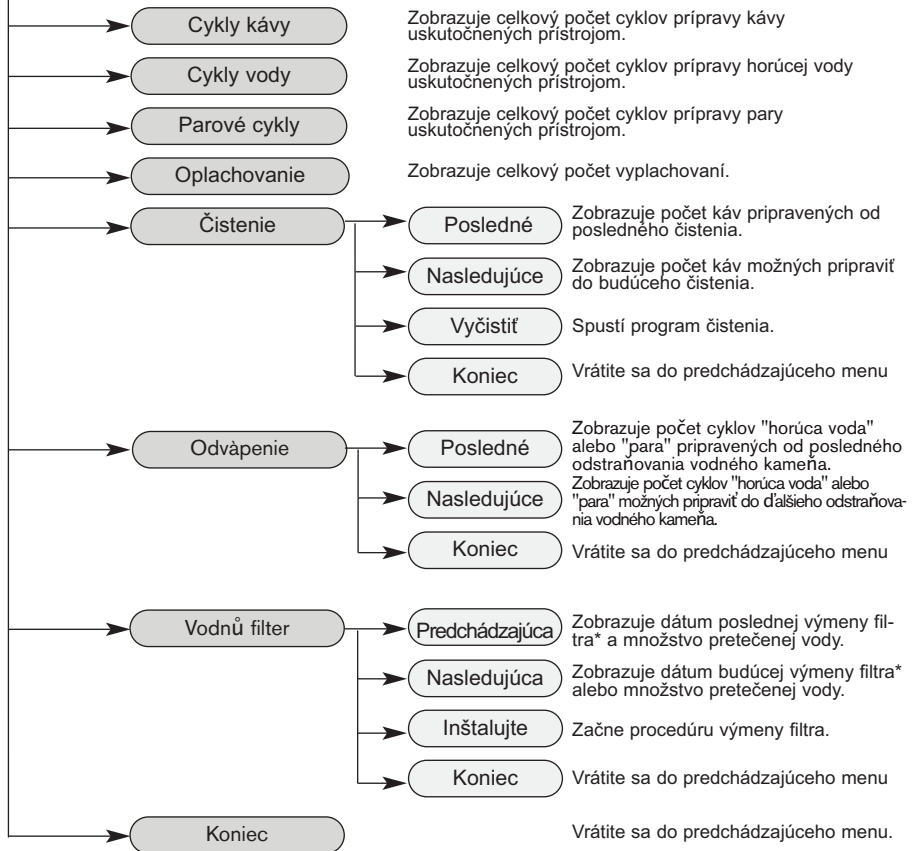 Cykly kávy
Zobrazuje celkový počet cyklov prípravy kávy
uskutočnených prístrojom.
Cykly vody
Zobrazuje celkový počet cyklov prípravy horúcej vody
uskutočnených prístrojom.
Parové cykly
Zobrazuje celkový počet cyklov prípravy pary
uskutočnených prístrojom.
Oplachovanie
Zobrazuje celkový počet vyplachovaní.
Čistenie
Posledné
Zobrazuje počet káv pripravených od
posledného čistenia.
Nasledujúce
Zobrazuje počet káv možných pripraviť
do budúceho čistenia.
Vyčistiť
Spustí program čistenia.
Koniec
Vrátite sa do predchádzajúceho menu
Odvàpenie
Posledné
Zobrazuje počet cyklov "horúca voda"
alebo "para" pripravených od posledného
odstraňovania vodného kameňa.
Nasledujúce
Zobrazuje počet cyklov "horúca voda" alebo
"para" možných pripraviť do ďalšieho odstraňova-
nia vodného kameňa.
Koniec
Vrátite sa do predchádzajúceho menu
Vodnů filter
Predchádzajúca
Zobrazuje dátum poslednej výmeny fil-
tra* a množstvo pretečenej vody.
Nasledujúca
Zobrazuje dátum budúcej výmeny filtra*
alebo množstvo pretečenej vody.
Inštalujte
Začne procedúru výmeny filtra.
Koniec
Vrátite sa do predchádzajúceho menu
Koniec
Vrátite sa do predchádzajúceho menu.